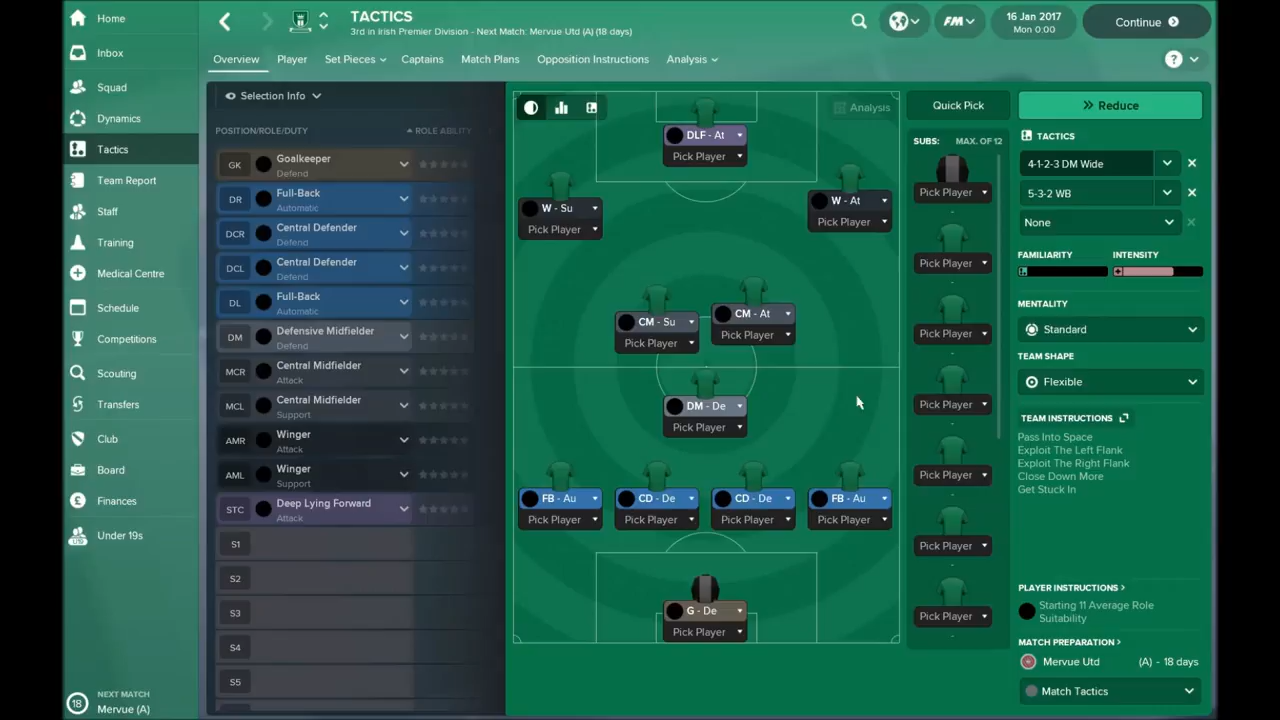 Home
Inbox
Squad
Dynamics
Tactics
Team Report
Staff
Training
Medical Centre
Schedule
Competitions
Scouting
Transfers
Club
Board
Finances
Under 19s
18
NEXT MATCH
Mervue (A)
TACTICS
3rd in Irish Premier Division - Next Match: Mervue Utd (A) (18 days)
FM
16 Jan 2017
Mon 0:00
Continue
Overview
Player
Set Pieces
Captains
Match Plans
Opposition Instructions
Analysis
?
Selection Info
POSITION/ROLE/DUTY
ROLE ABILITY
GK
Goalkeeper
Defend
DR
Full-Back
Automatic
DCR
Central Defender
Defend
DCL
Central Defender
Defend
DL
Full-Back
Automatic
DM
Defensive Midfielder
Defend
MCR
Central Midfielder
Attack
MCL
Central Midfielder
Support
AMR
Winger
Attack
AML
Winger
Support
STC
Deep Lying Forward
Attack
S1
S2
S3
S4
S5
Analysis
DLF - At
Pick Player
W - Su
Pick Player
W - At
Pick Player
CM - Su
Pick Player
CM - At
Pick Player
DM - De
Pick Player
FB - Au
Pick Player
CD - De
Pick Player
CD - De
Pick Player
FB - Au
Pick Player
G - De
Pick Player
Quick Pick
SUBS: MAX. OF 12
Pick Player
-
Pick Player
-
Pick Player
-
Pick Player
-
Pick Player
-
Pick Player
-
Pick Player
-
Reduce
TACTICS
4-1-2-3 DM Wide
5-3-2 WB
None
FAMILIARITY
INTENSITY
MENTALITY
Standard
TEAM SHAPE
Flexible
TEAM INSTRUCTIONS
Pass Into Space
Exploit The Left Flank
Exploit The Right Flank
Close Down More
Get Stuck In
PLAYER INSTRUCTIONS >
Starting 11 Average Role
Suitability
MATCH PREPARATION >
Mervue Utd (A) - 18 days
Match Tactics